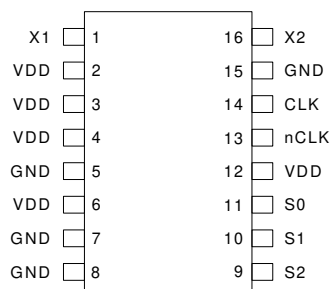 X1 1 16 X2
VDD 2 15 GND
VDD 3 14 CLK
VDD 4 13 nCLK
GND 5 12 VDD
VDD 6 11 S0
GND 7 10 S1
GND 8 9 S2